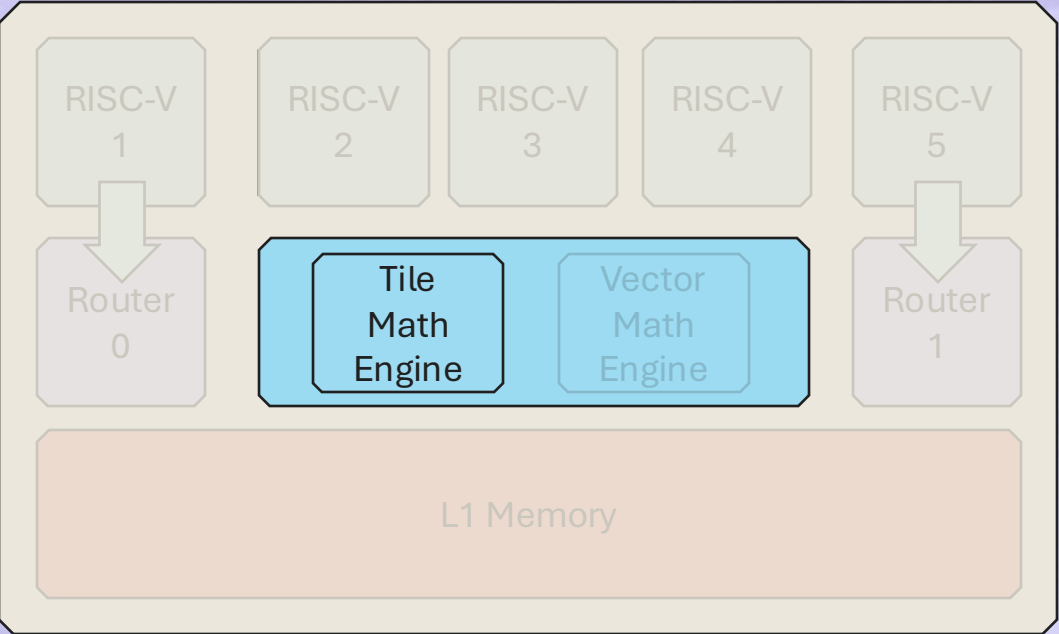 RISC-V
1
RISC-V
2
RISC-V
3
RISC-V
4
RISC-V
5
Router
0
Tile
Math
Engine
Vector
Math
Engine
Router
1
L1 Memory